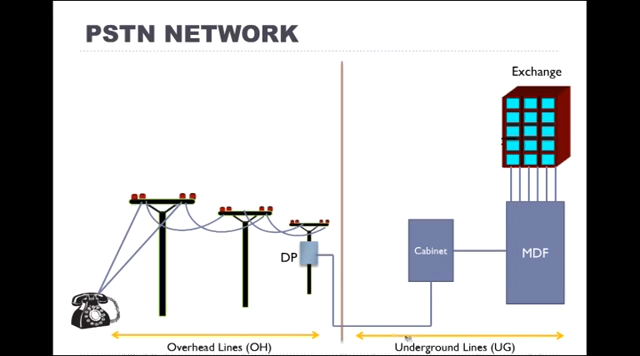 PSTN NETWORK
Exchange
DP
Cabinet
MDF
Overhead Lines (OH)
Underground Lines (UG)